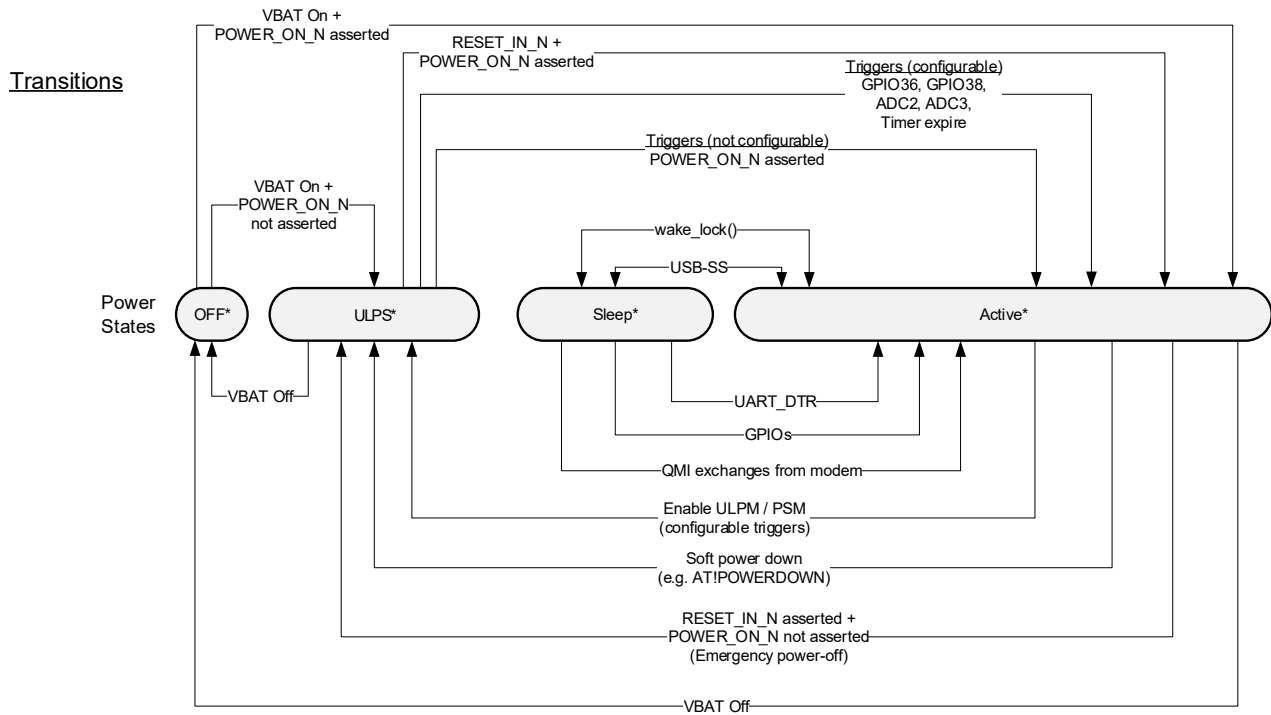 VBAT On +
POWER_ON_N asserted
RESET_IN_N +
POWER_ON_N asserted
Transitions
Triggers (configurable)
GPIO36, GPIO38,
ADC2, ADC3,
Timer expire
Triggers (not configurable)
POWER_ON_N asserted
VBAT On +
POWER_ON_N
not asserted
wake_lock()
USB-SS
Power
States
OFF*
ULPS*
Sleep*
Active*
VBAT Off
UART_DTR
GPIOs
QMI exchanges from modem
Enable ULPM / PSM
(configurable triggers)
Soft power down
(e.g. AT!POWERDOWN)
RESET_IN_N asserted +
POWER_ON_N not asserted
(Emergency power-off)
VBAT Off